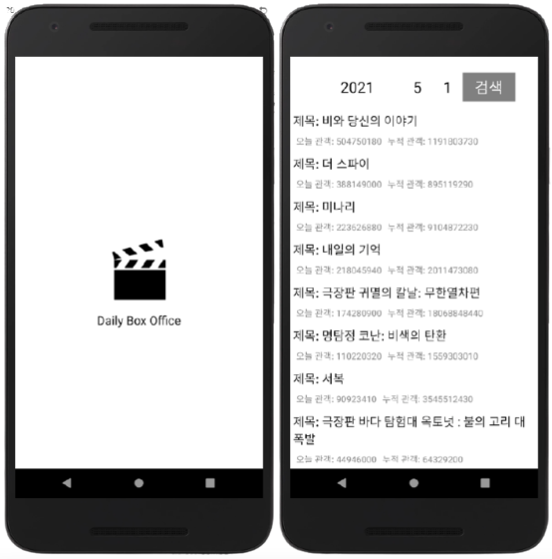 Daily Box Office
2021 5 1 검색
제목: 비와 당신의 이야기
오늘 관객: 504750180 누적 관객: 1191803730
제목: 더 스파이
오늘 관객: 388149000 누적 관객: 895119290
제목: 미나리
오늘 관객: 223626880 누적 관객: 9104872230
제목: 내일의 기억
오늘 관객: 218045940 누적 관객: 2011473080
제목: 극장판 귀멸의 칼날: 무한열차편
오늘 관객: 174280900 누적 관객: 18068848440
제목: 명탐정 코난: 비색의 탄환
오늘 관객: 110220320 누적 관객: 1559303010
제목: 서복
오늘 관객: 90923410 누적 관객: 3545512430
제목: 극장판 바다 탐험대 옥토넛 : 불의 고리 대
폭발
오늘 관객: 44946000 누적 관객: 64329200